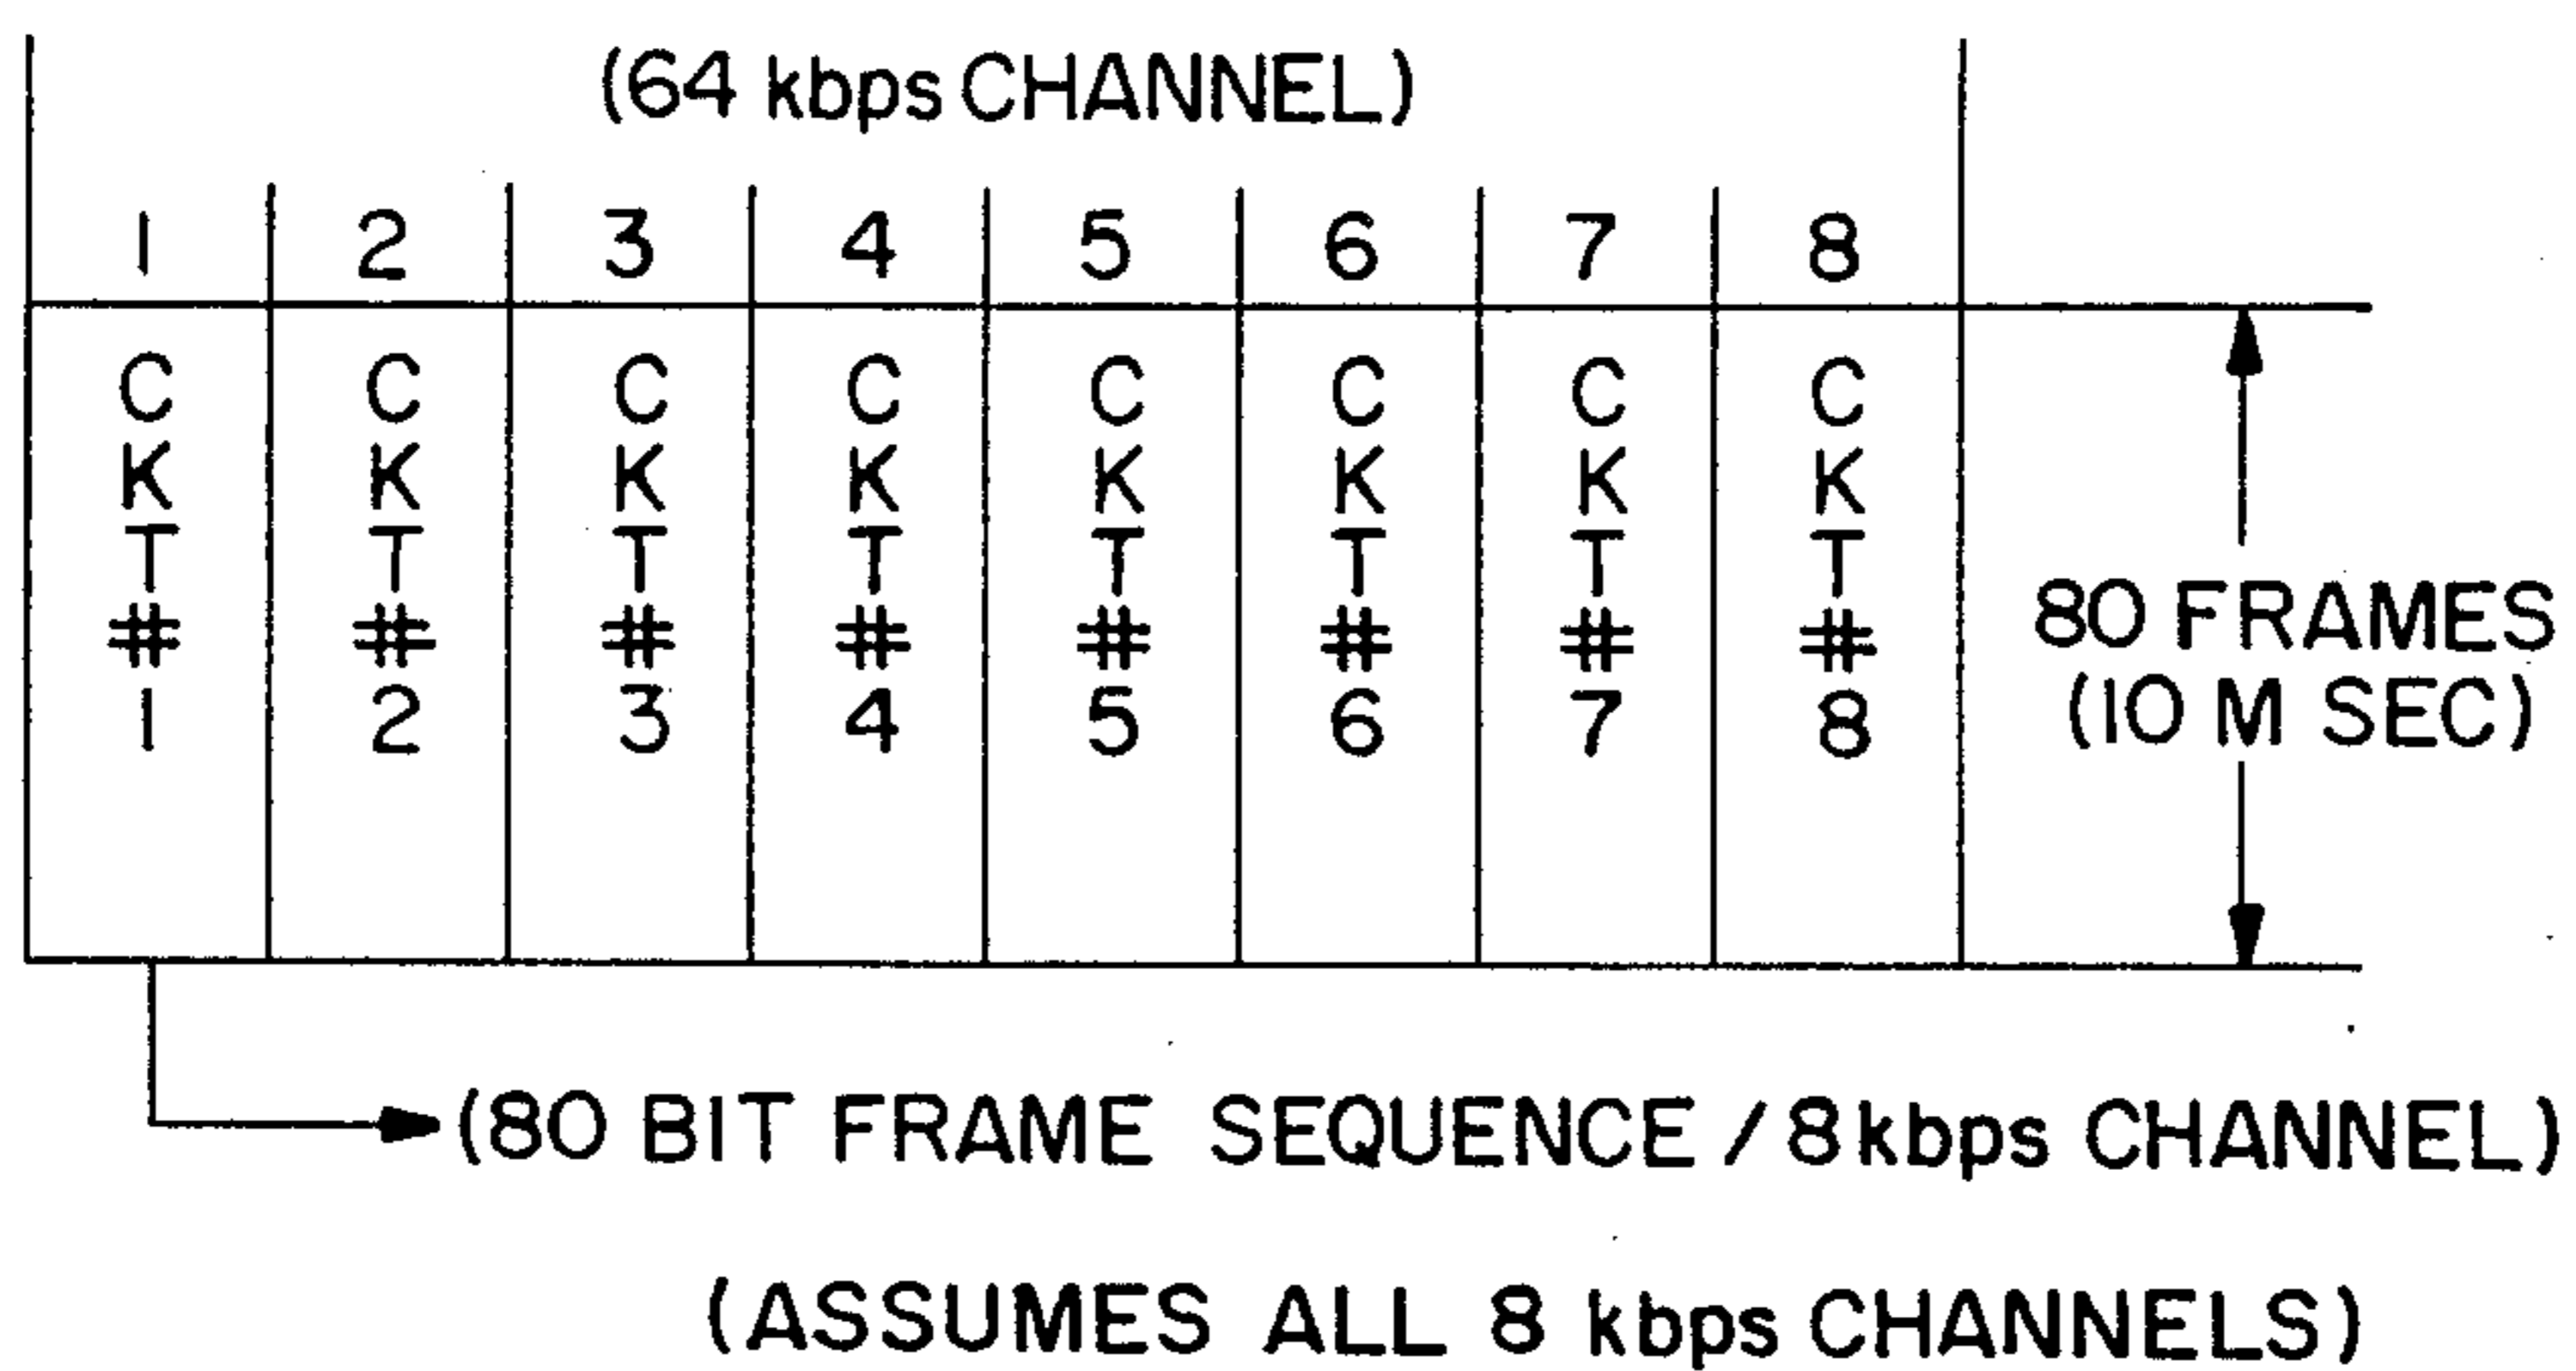 (64 kbps CHANNEL)
1 2 3 4 5 6 7 8
C C C C C C C C
K K K K K K K K
T T T T T T T T
# # # # # # # #
1 2 3 4 5 6 7 8
80 FRAMES
(10 M SEC)
(80 BIT FRAME SEQUENCE / 8 kbps CHANNEL)
(ASSUMES ALL 8 kbps CHANNELS)